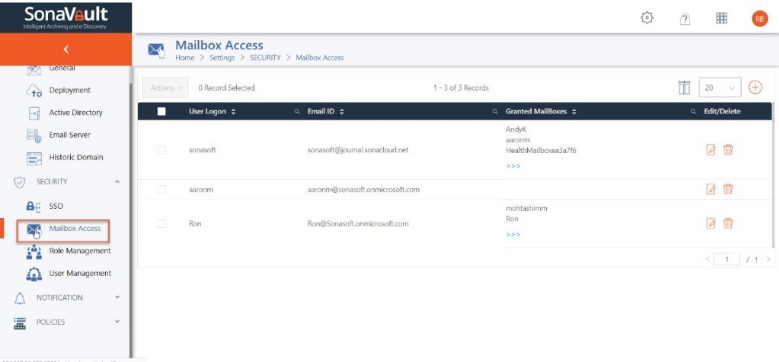 SonaVault
Intelligent Archiving and e-Discovery
RB
Mailbox Access
Home > Settings > SECURITY > Mailbox Access
General
Deployment
Active Directory
Email Server
Historic Domain
SECURITY
SSO
Mailbox Access
Role Management
User Management
NOTIFICATION
POLICIES
Actions 0 Record Selected 1 - 3 of 3 Records 20
User Logon Email ID Granted MailBoxes Edit/Delete
AndyK
aaronm
sonasoft sonasoft@journal.sonacloud.net HealthMailboxea3a7f6
>>>
aaronm aaronm@sonasoft.onmicrosoft.com
mohtashimm
Ron Ron@Sonasoft.onmicrosoft.com Ron
>>>
< 1 / 1 >